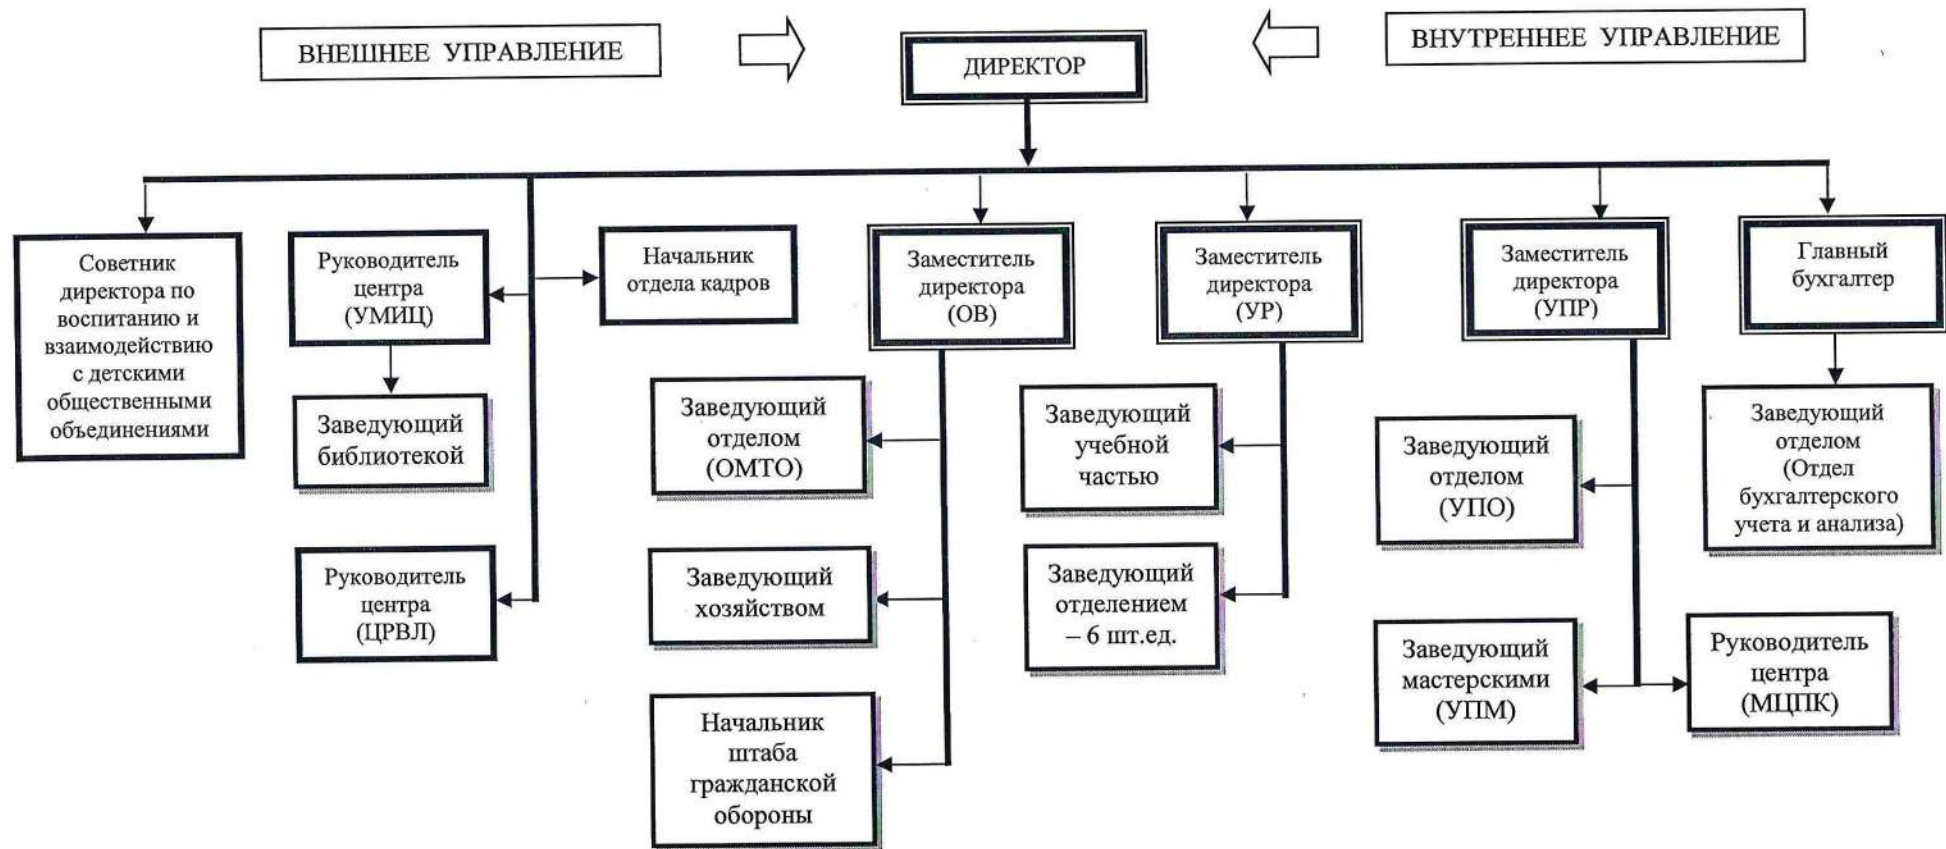 ВНЕШНЕЕ УПРАВЛЕНИЕ
ДИРЕКТОР
ВНУТРЕННЕЕ УПРАВЛЕНИЕ
Советник
директора по
воспитанию и
взаимодействию
с детскими
общественными
объединениями
Руководитель
центра
(УМИЦ)
Начальник
отдела кадров
Заместитель
директора
(ОВ)
Заместитель
директора
(УР)
Заместитель
директора
(УПР)
Главный
бухгалтер
Заведующий
библиотекой
Заведующий
отделом
(ОМТО)
Заведующий
учебной
частью
Заведующий
отделом
(УПО)
Заведующий
отделом
(Отдел
бухгалтерского
учета и анализа)
Руководитель
центра
(ЦРВЛ)
Заведующий
хозяйством
Заведующий
отделением
– 6 шт.ед.
Заведующий
мастерскими
(УПМ)
Руководитель
центра
(МЦПК)
Начальник
штаба
гражданской
обороны